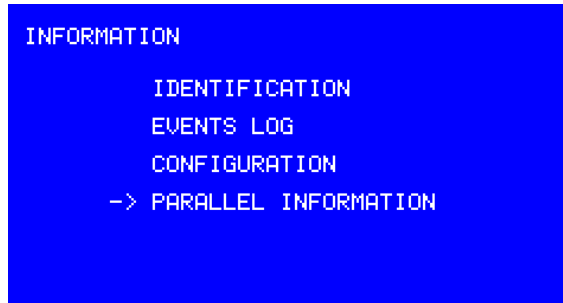 INFORMATION
IDENTIFICATION
EVENTS LOG
CONFIGURATION
-> PARALLEL INFORMATION